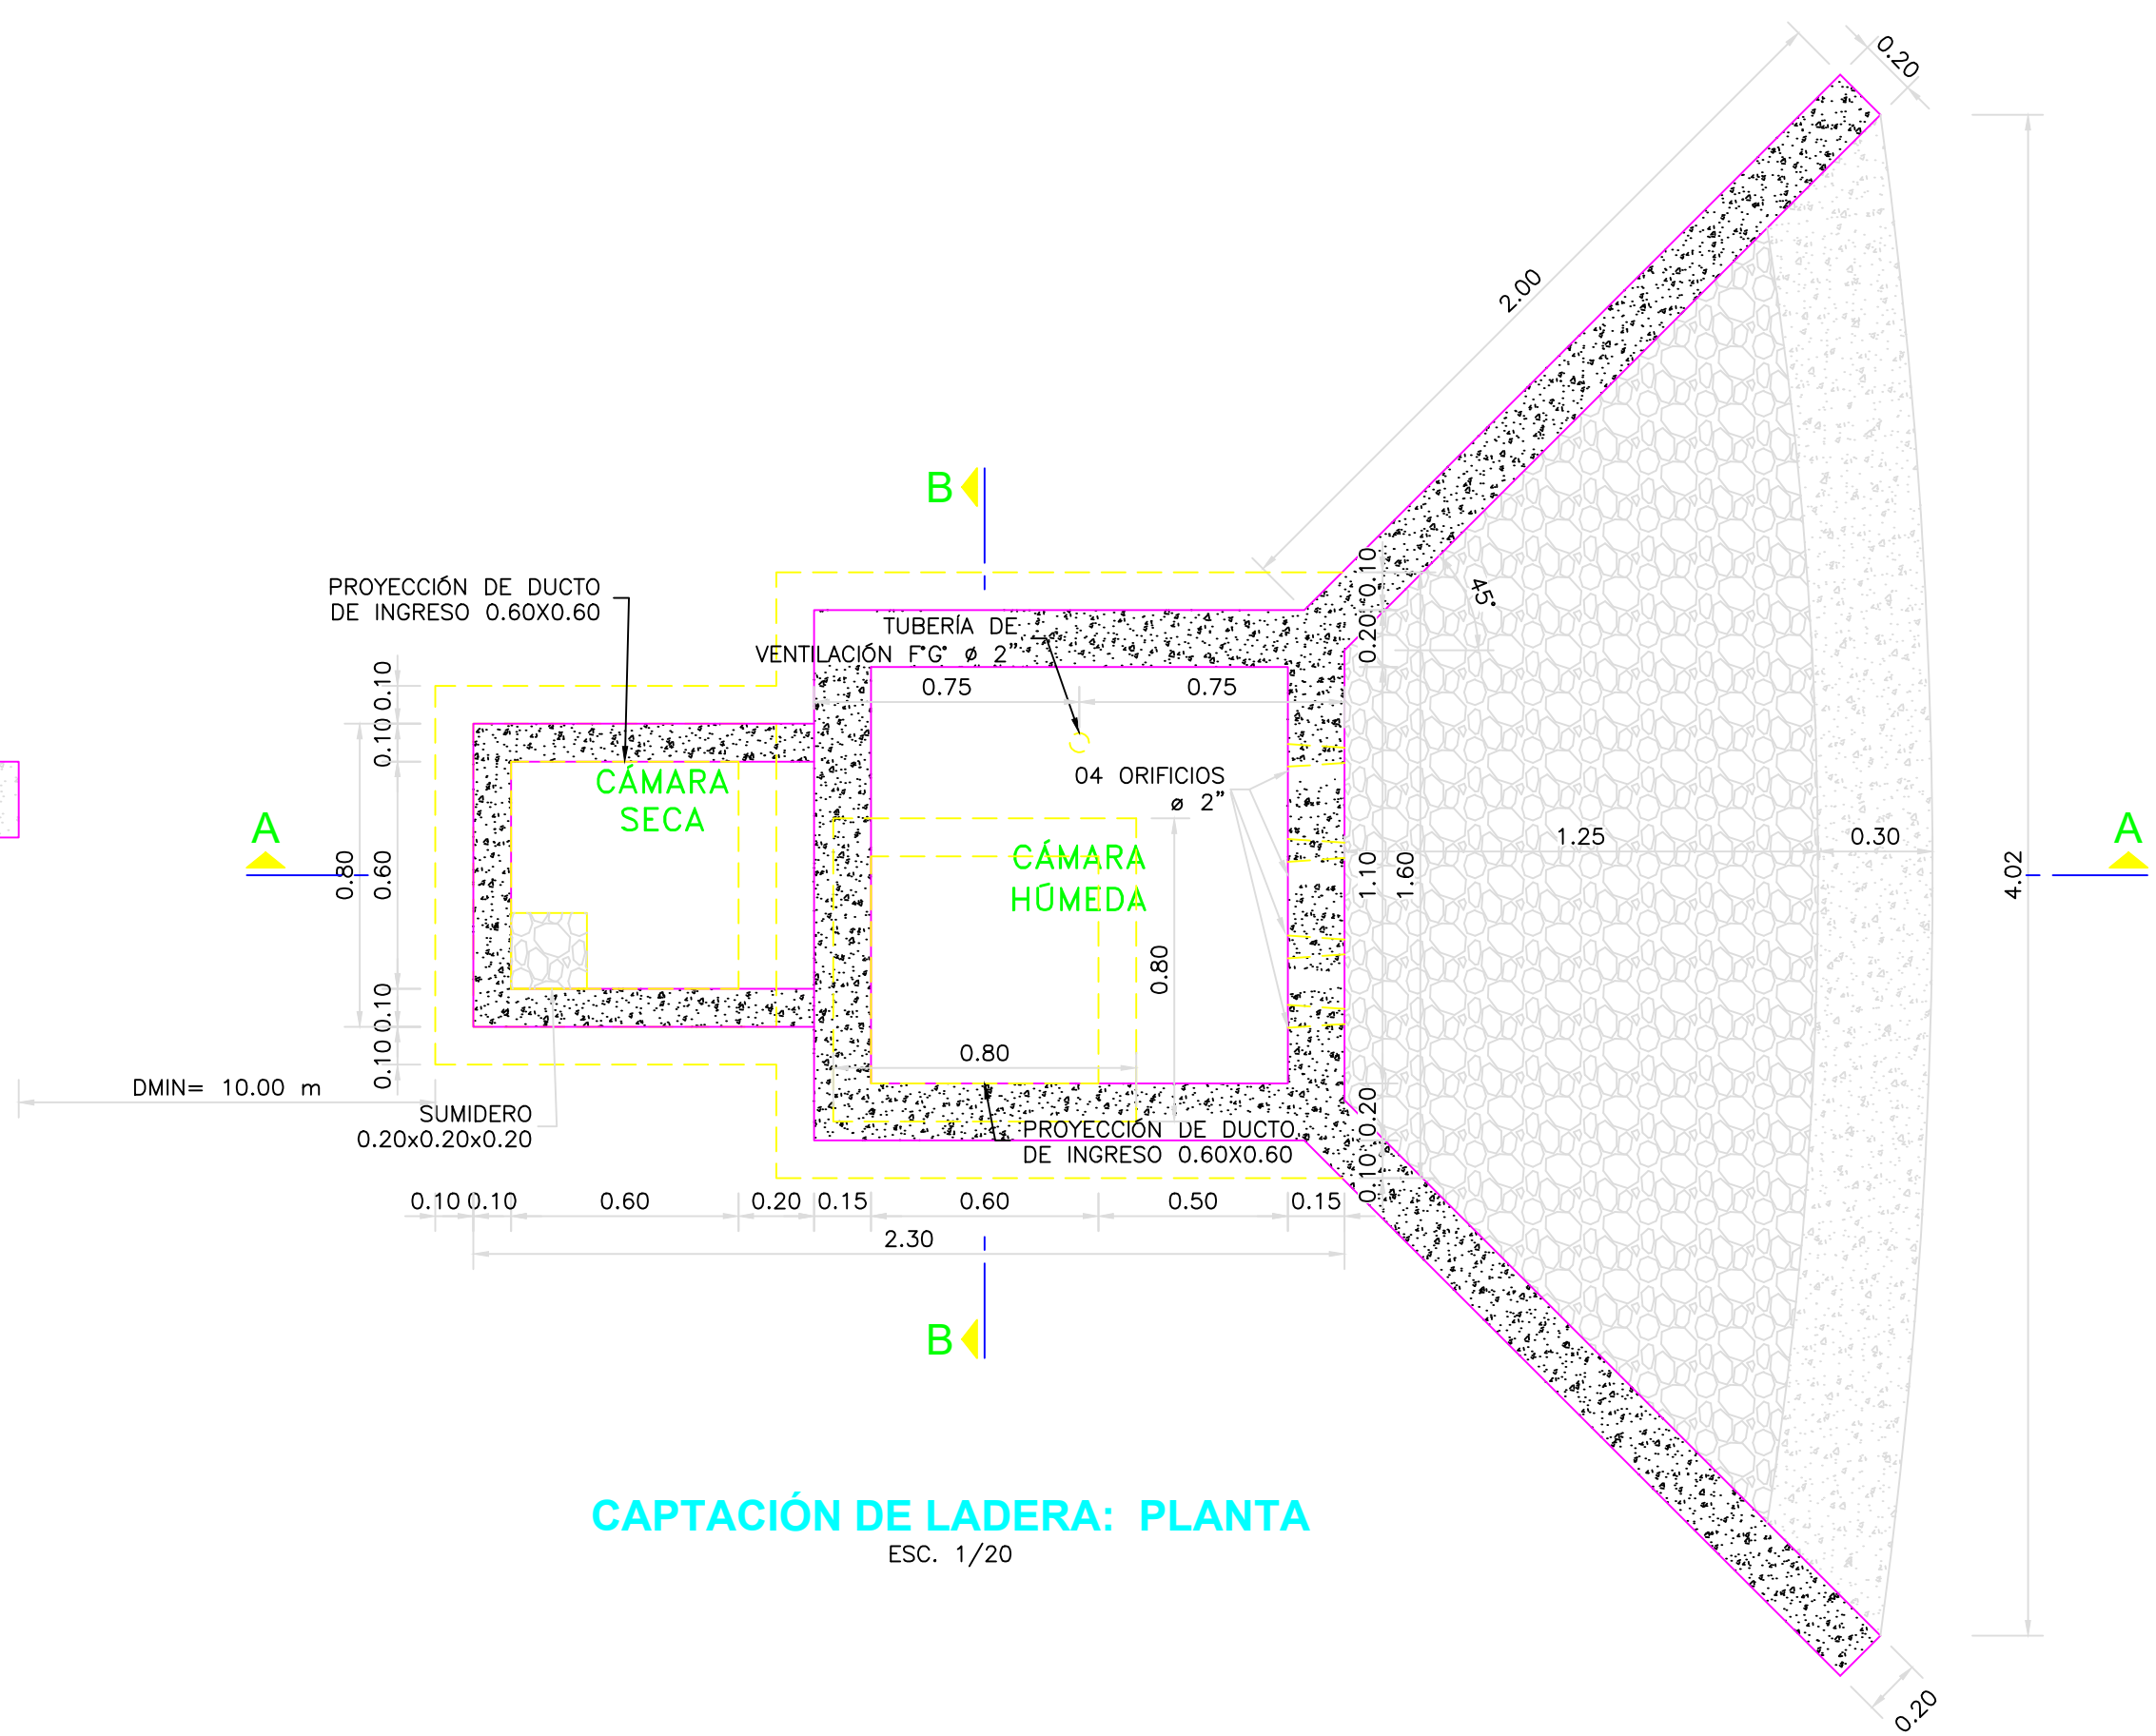 0.20
2.00
B
PROYECCIÓN DE DUCTO
DE INGRESO 0.60X0.60
TUBERÍA DE
VENTILACIÓN F°G° ø 2"
0.10
0.20
45°
0.75
0.75
0.10
0.10
CÁMARA
SECA
04 ORIFICIOS
ø 2"
A
0.80
0.60
CÁMARA
HÚMEDA
1.10
1.60
1.25
0.30
4.02
A
0.80
0.80
0.10
0.10
DMIN= 10.00 m
SUMIDERO
0.20x0.20x0.20
PROYECCIÓN DE DUCTO
DE INGRESO 0.60X0.60
0.20
0.10
0.10
0.10
0.60
0.20
0.15
0.60
0.50
0.15
2.30
B
CAPTACIÓN DE LADERA: PLANTA
ESC. 1/20
0.20